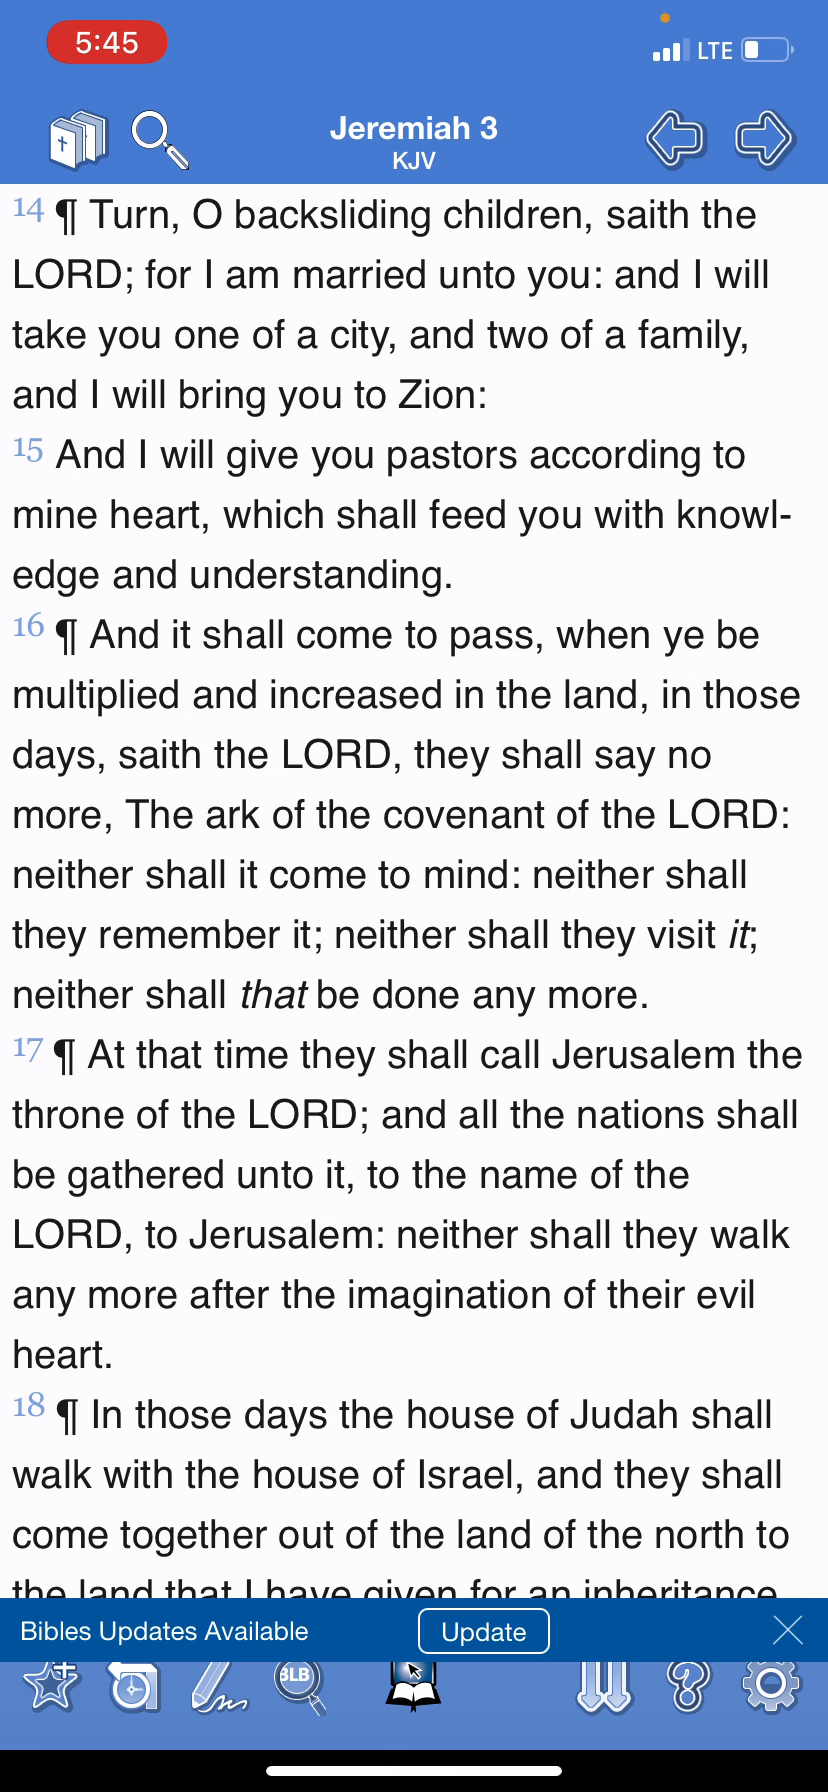 5:45
LTE
Jeremiah 3
KJV
14 ¶ Turn, O backsliding children, saith the
LORD; for I am married unto you: and I will
take you one of a city, and two of a family,
and I will bring you to Zion:
15 And I will give you pastors according to
mine heart, which shall feed you with knowl-
edge and understanding.
16 ¶ And it shall come to pass, when ye be
multiplied and increased in the land, in those
days, saith the LORD, they shall say no
more, The ark of the covenant of the LORD:
neither shall it come to mind: neither shall
they remember it; neither shall they visit it;
neither shall that be done any more.
17 ¶ At that time they shall call Jerusalem the
throne of the LORD; and all the nations shall
be gathered unto it, to the name of the
LORD, to Jerusalem: neither shall they walk
any more after the imagination of their evil
heart.
18 ¶ In those days the house of Judah shall
walk with the house of Israel, and they shall
come together out of the land of the north to
the land that I have given for an inheritance
Bibles Updates Available
Update
BLB